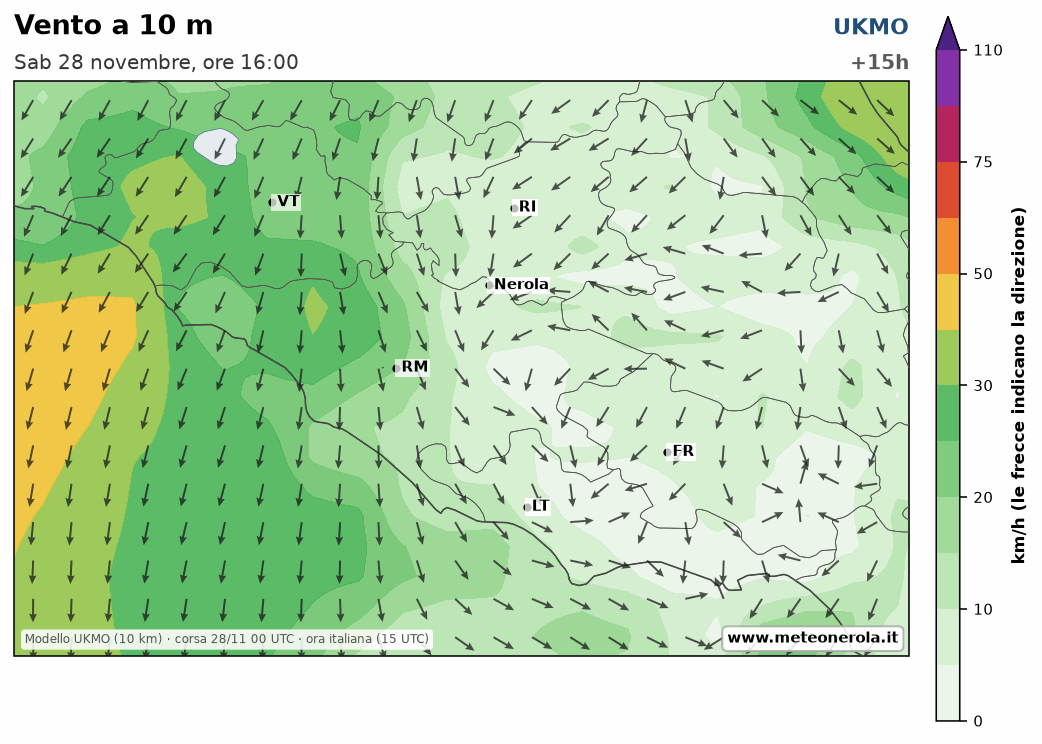 Vento a 10 m
UKMO
Sab 28 novembre, ore 16:00
+15h
110
75
50
30
20
10
0
km/h (le frecce indicano la direzione)
VT
RI
Nerola
RM
FR
LT
Modello UKMO (10 km) · corsa 28/11 00 UTC · ora italiana (15 UTC)
www.meteonerola.it